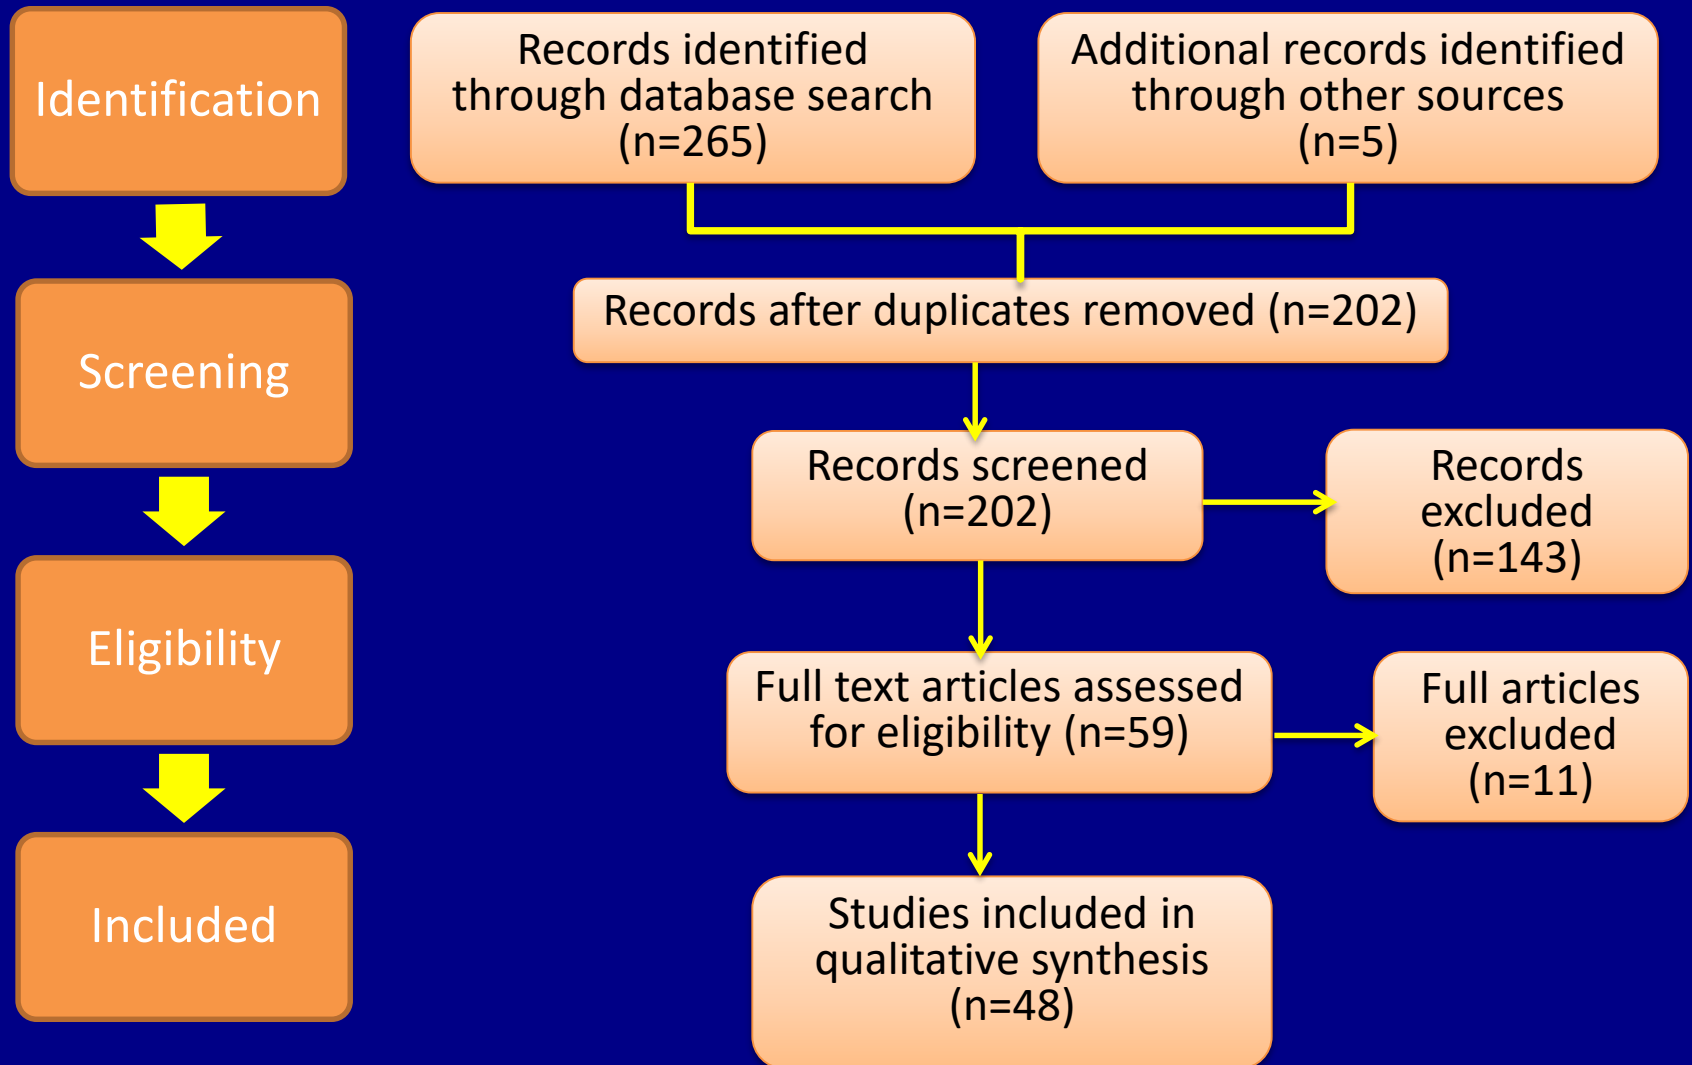 Identification
Records identified
through database search
(n=265)
Additional records identified
through other sources
(n=5)
Records after duplicates removed (n=202)
Screening
Records screened
(n=202)
Records
excluded
(n=143)
Eligibility
Full text articles assessed
for eligibility (n=59)
Full articles
excluded
(n=11)
Included
Studies included in
qualitative synthesis
(n=48)